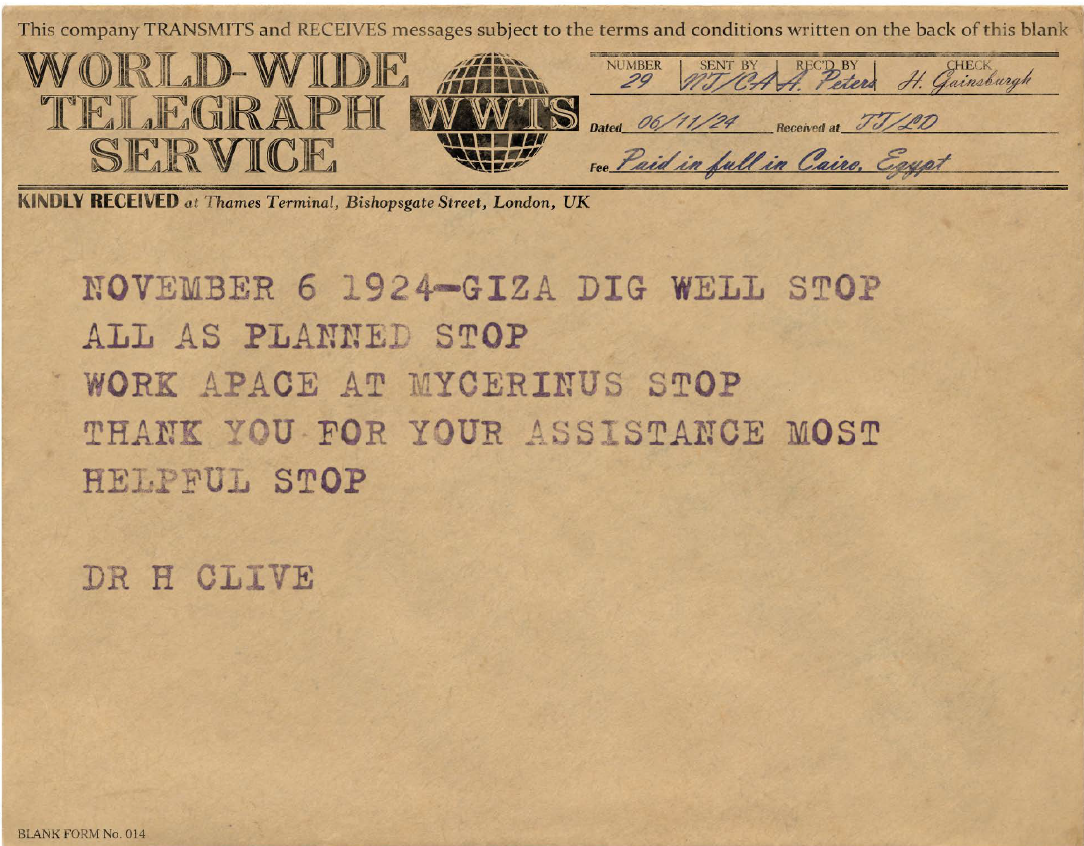 This company TRANSMITS and RECEIVES messages subject to the terms and conditions written on the back of this blank
WORLD-WIDE
TELEGRAPH
SERVICE
WWTS
NUMBER SENT BY REC'D BY CHECK
29 NT/CA A. Peters H. Gainsburgh
Dated 06/11/24 Received at TT/LD
Fee Paid in full in Cairo, Egypt
KINDLY RECEIVED at Thames Terminal, Bishopsgate Street, London, UK
NOVEMBER 6 1924—GIZA DIG WELL STOP
ALL AS PLANNED STOP
WORK APACE AT MYCERINUS STOP
THANK YOU FOR YOUR ASSISTANCE MOST
HELPFUL STOP
DR H CLIVE
BLANK FORM No. 014